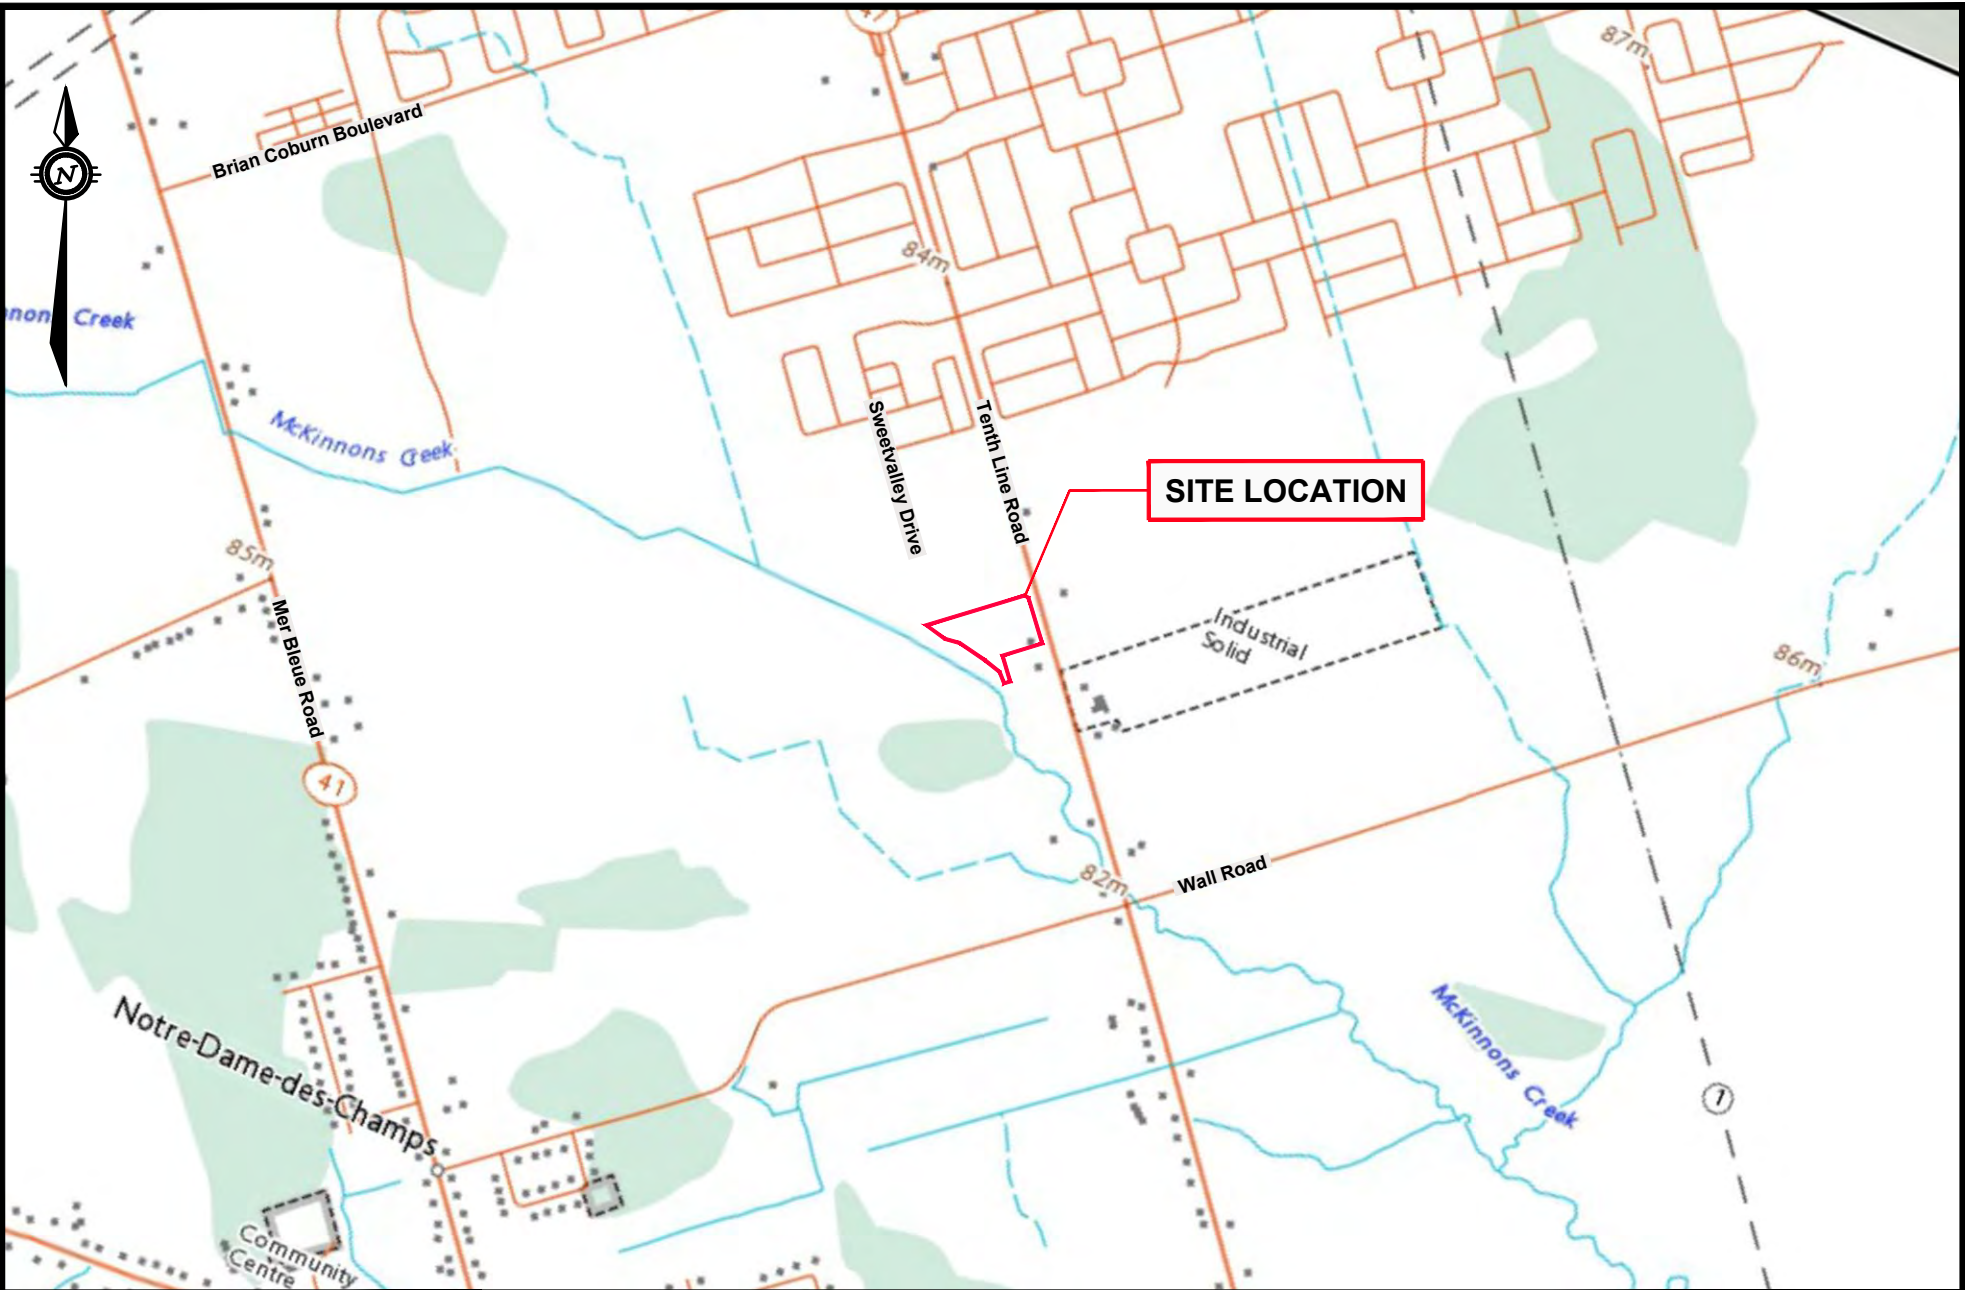 47
87m
Brian Coburn Boulevard
N
84m
Creek
McKinnons Creek
Sweetvalley Drive
Tenth Line Road
SITE LOCATION
85m
Mer Bleue Road
Industrial
Solid
86m
41
82m
Wall Road
McKinnons Creek
Notre-Dame-des-Champs
1
Community
Centre